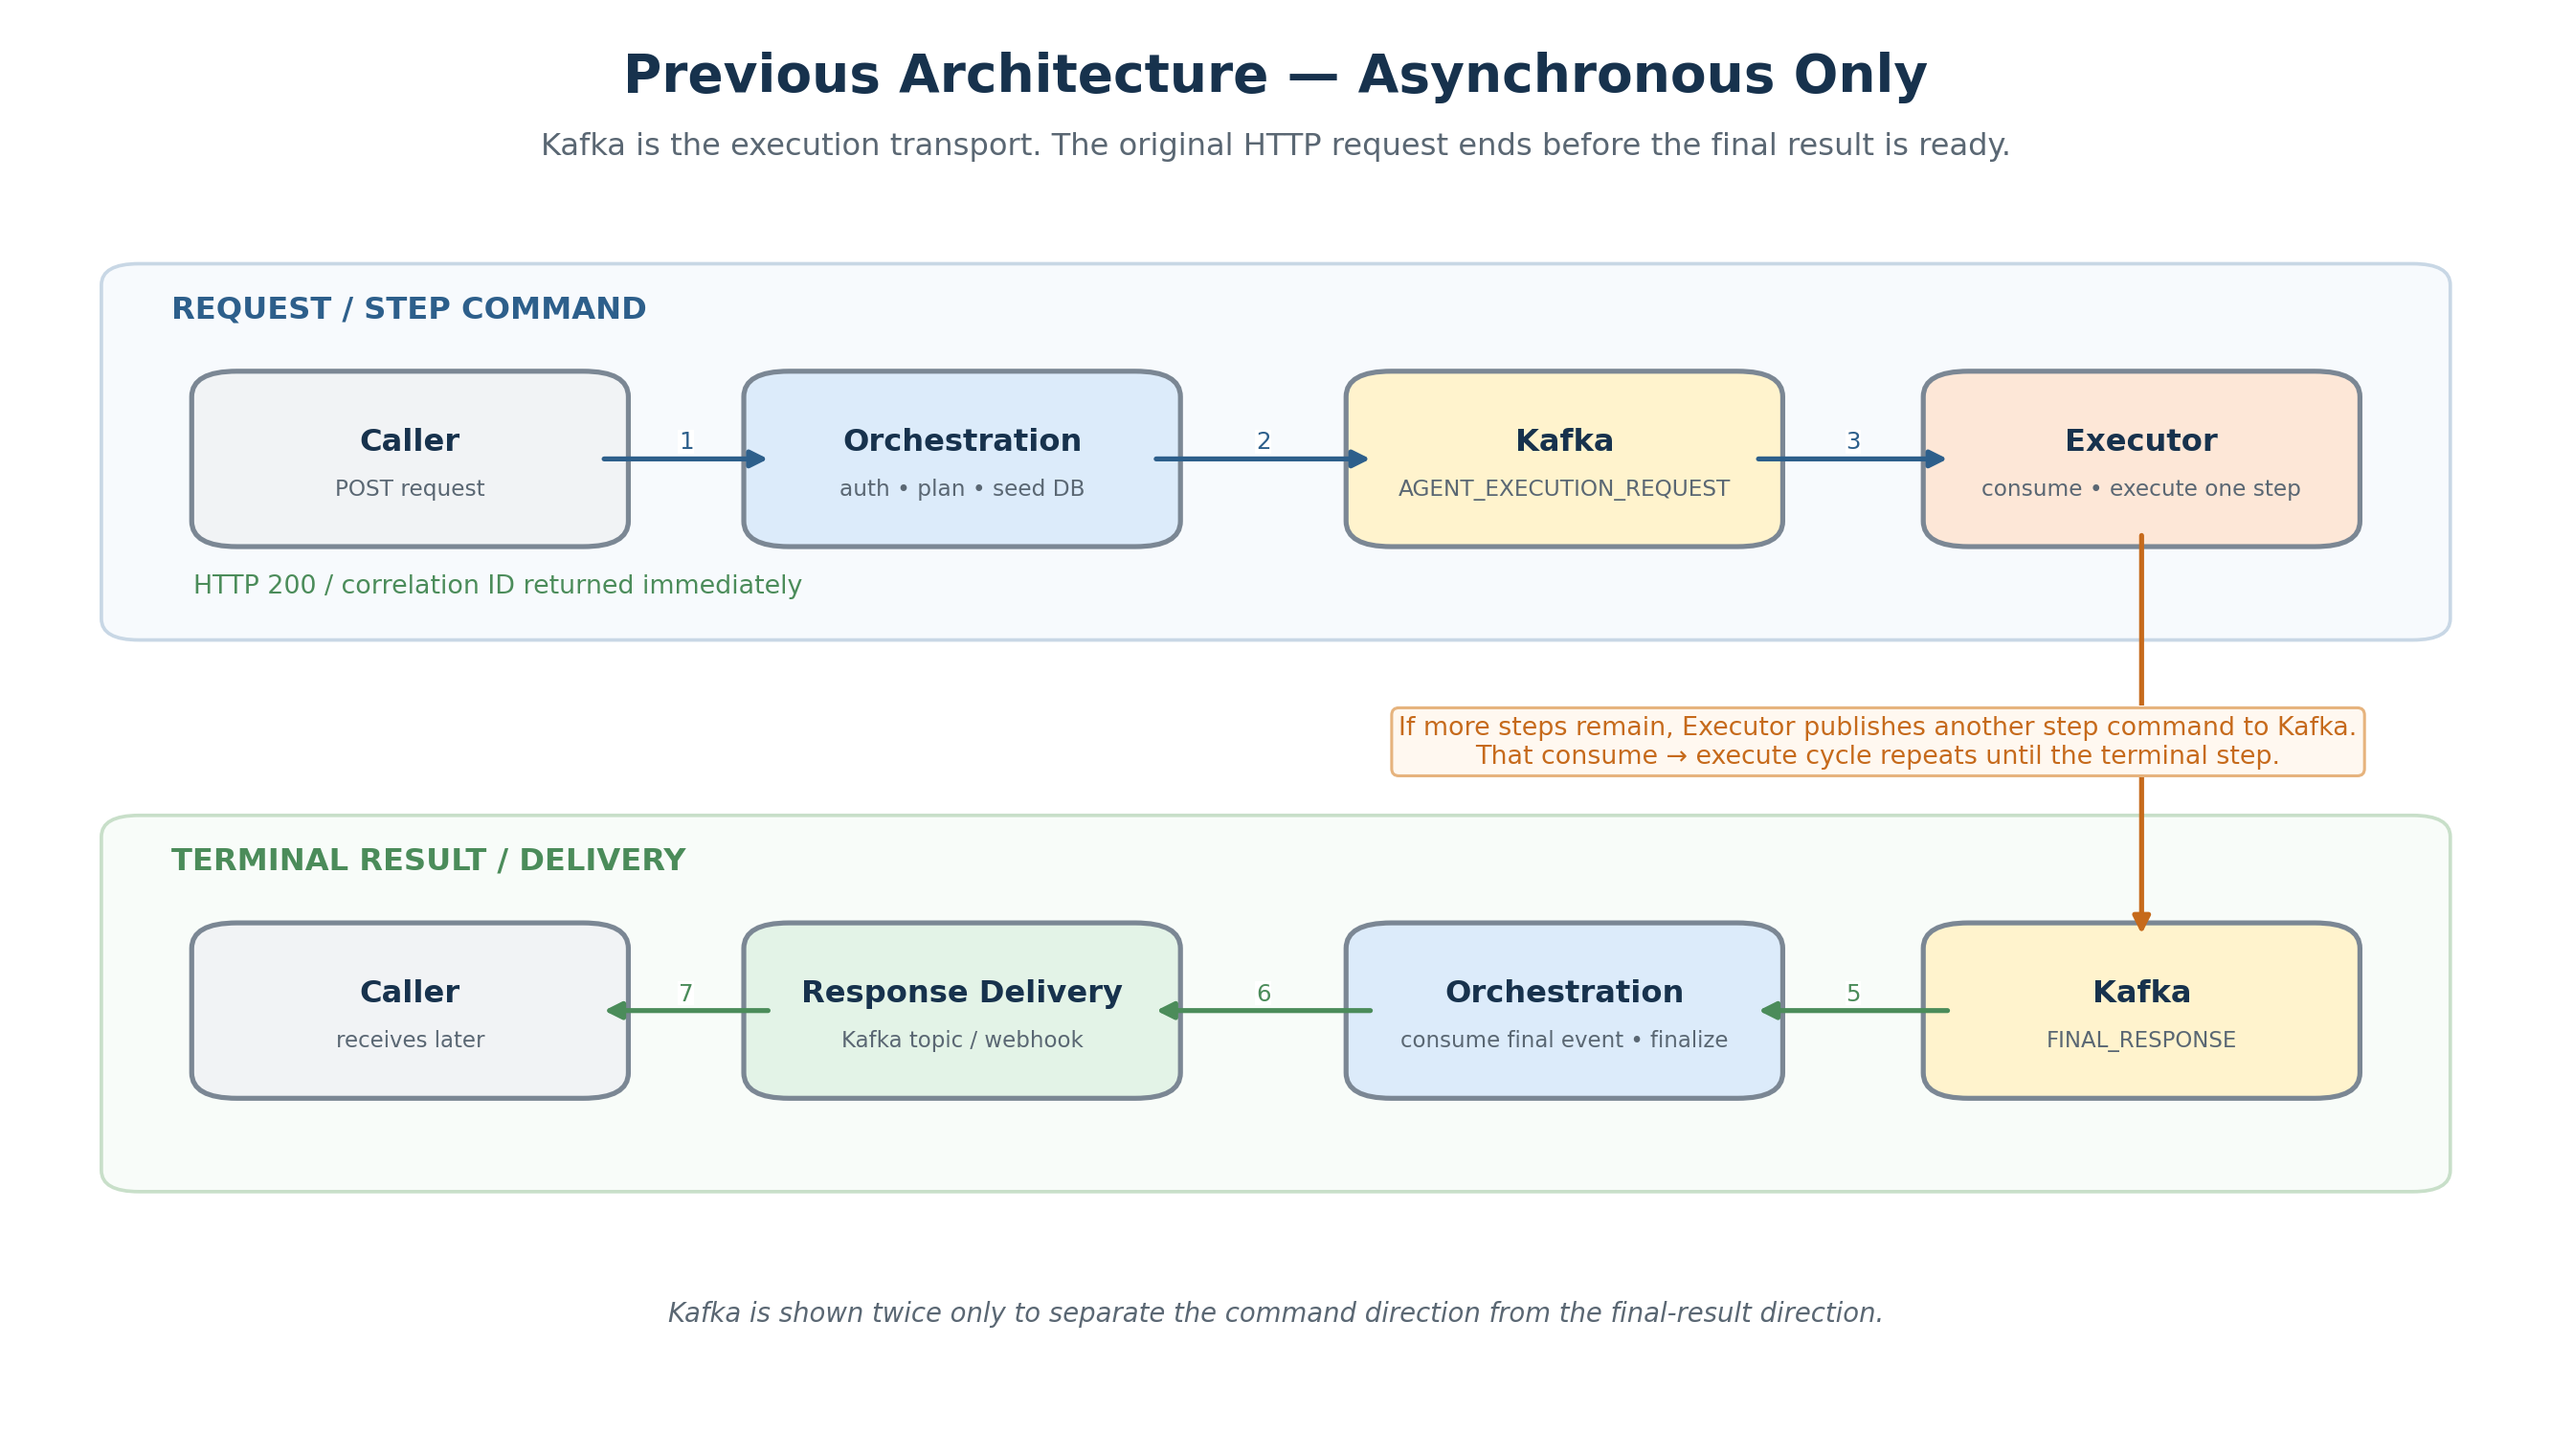 Previous Architecture — Asynchronous Only
Kafka is the execution transport. The original HTTP request ends before the final result is ready.
REQUEST / STEP COMMAND
Caller
POST request
1
Orchestration
auth • plan • seed DB
2
Kafka
AGENT_EXECUTION_REQUEST
3
Executor
consume • execute one step
HTTP 200 / correlation ID returned immediately
If more steps remain, Executor publishes another step command to Kafka.
That consume → execute cycle repeats until the terminal step.
TERMINAL RESULT / DELIVERY
Caller
receives later
7
Response Delivery
Kafka topic / webhook
6
Orchestration
consume final event • finalize
5
Kafka
FINAL_RESPONSE
Kafka is shown twice only to separate the command direction from the final-result direction.